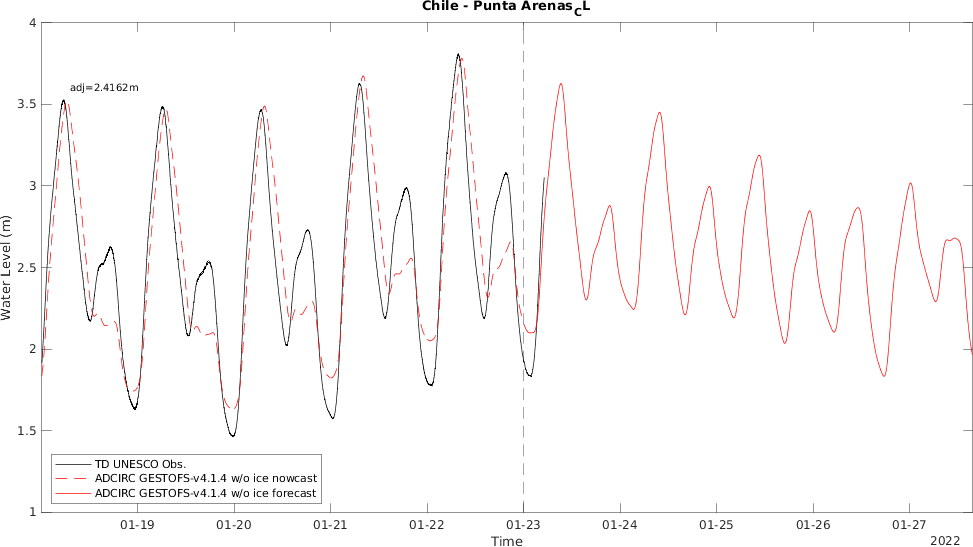 Chile - Punta Arenas_CL
adj=2.4162m
4
3.5
3
2.5
2
1.5
1
Water Level (m)
TD UNESCO Obs.
ADCIRC GESTOFS-v4.1.4 w/o ice nowcast
ADCIRC GESTOFS-v4.1.4 w/o ice forecast
01-19 01-20 01-21 01-22 01-23 01-24 01-25 01-26 01-27
Time
2022